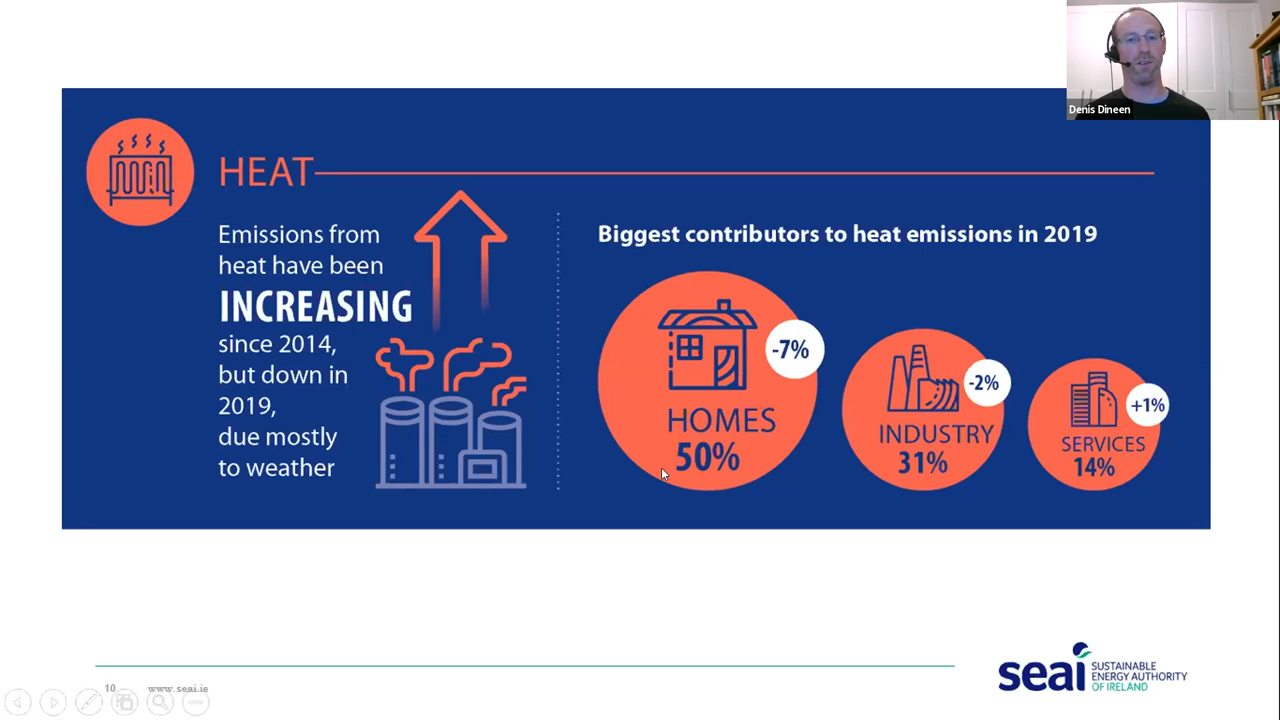 Denis Dineen
HEAT
Emissions from
heat have been
INCREASING
since 2014,
but down in
2019,
due mostly
to weather
Biggest contributors to heat emissions in 2019
-7%
HOMES
50%
-2%
INDUSTRY
31%
+1%
SERVICES
14%
10 www.seai.ie
seai SUSTAINABLE
ENERGY AUTHORITY
OF IRELAND